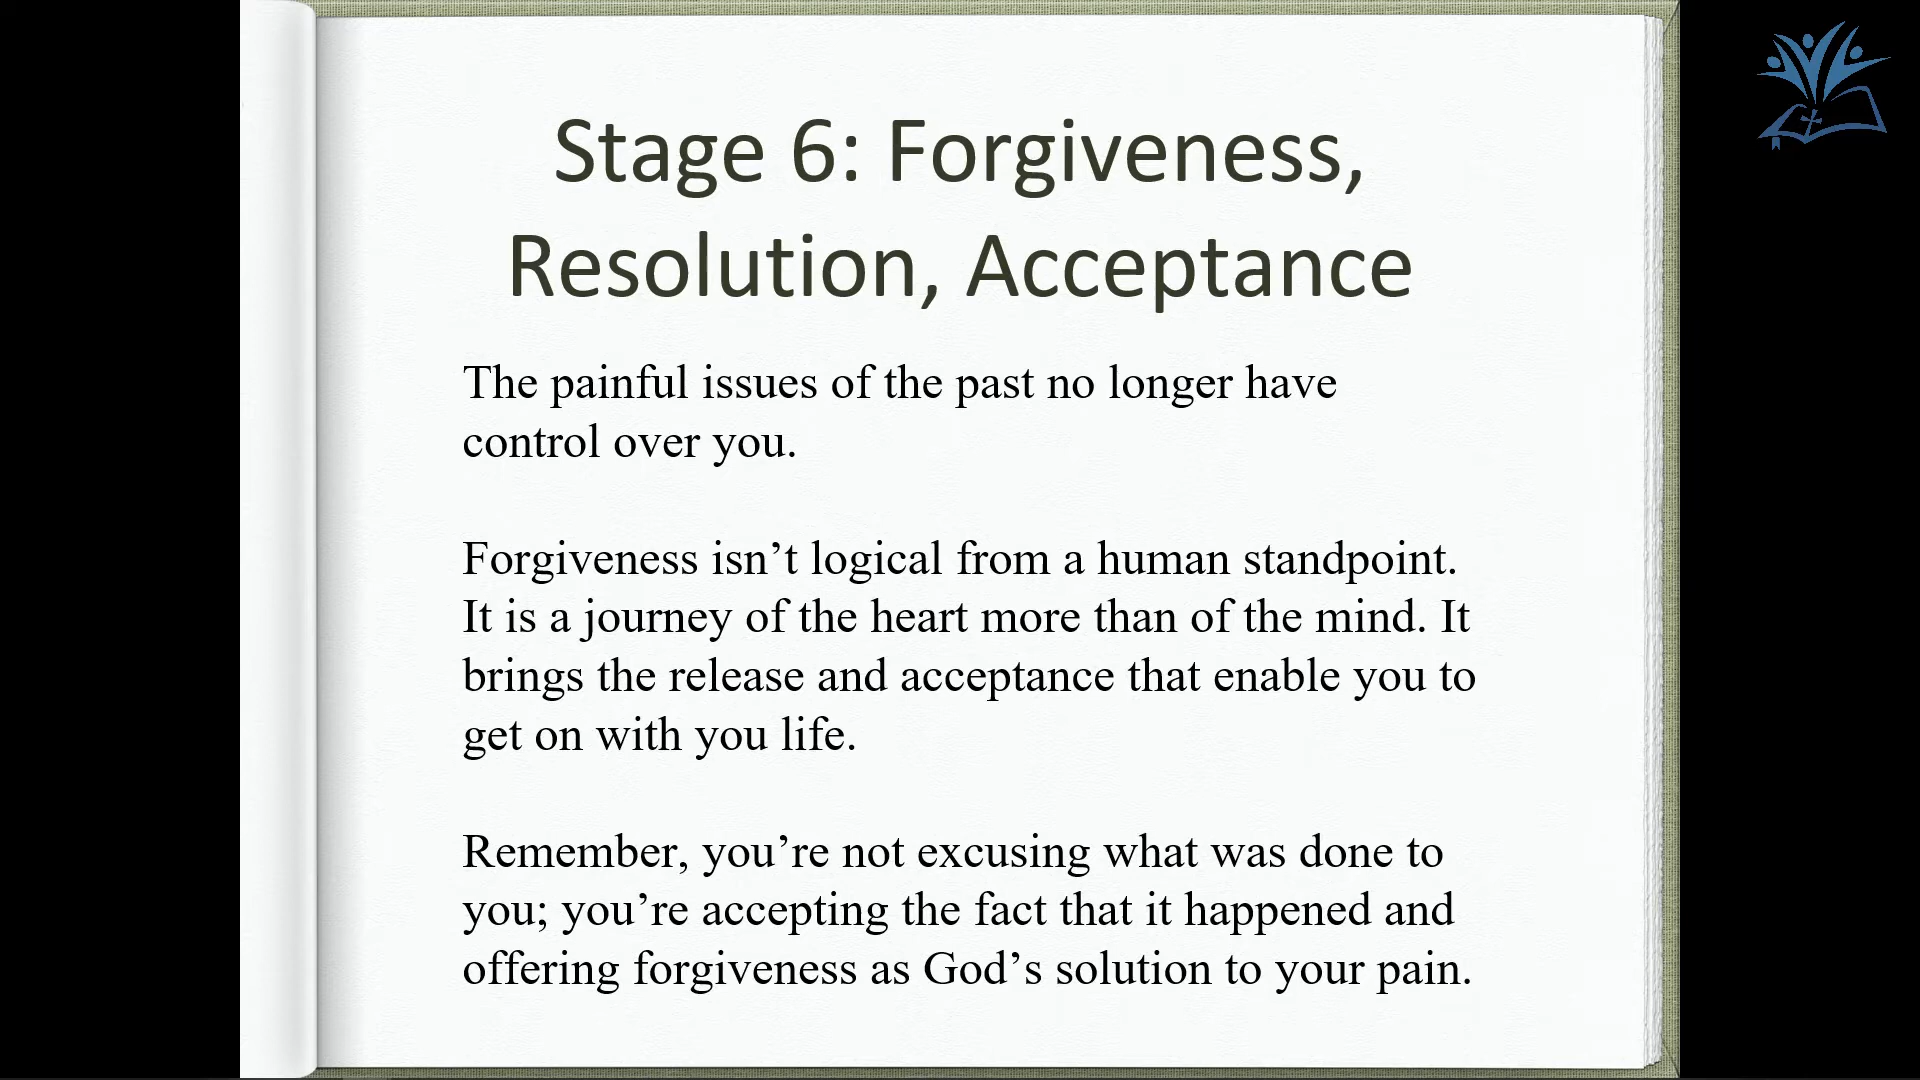 Stage 6: Forgiveness,
Resolution, Acceptance
The painful issues of the past no longer have
control over you.
Forgiveness isn’t logical from a human standpoint.
It is a journey of the heart more than of the mind. It
brings the release and acceptance that enable you to
get on with you life.
Remember, you’re not excusing what was done to
you; you’re accepting the fact that it happened and
offering forgiveness as God’s solution to your pain.